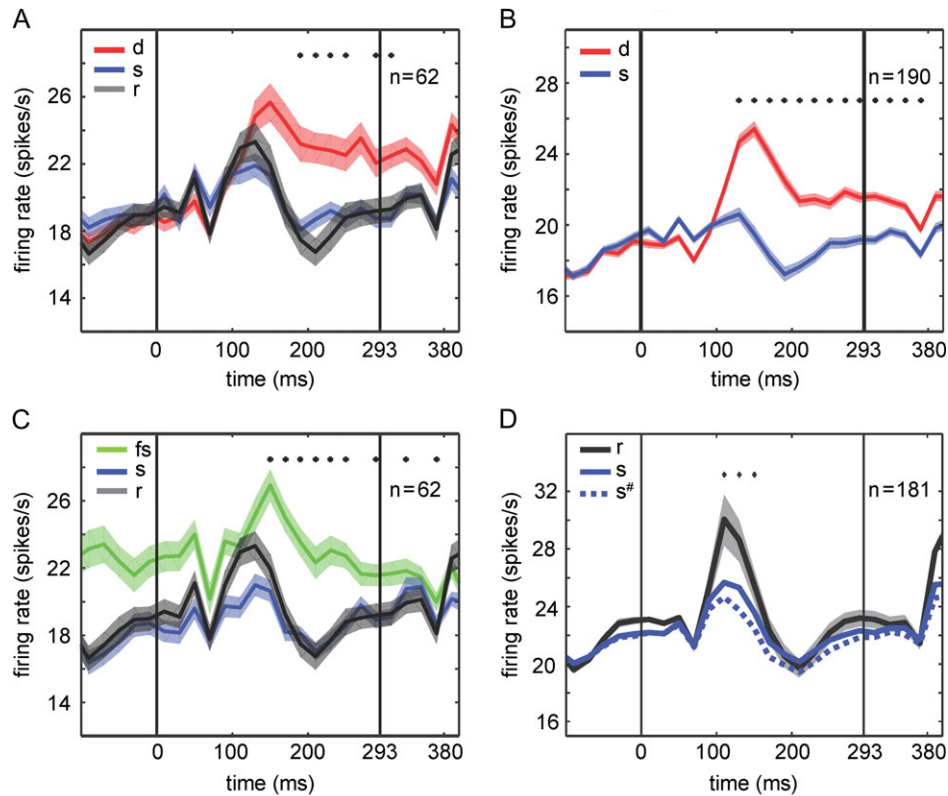 A
d
s
r
n=62
firing rate (spikes/s)
26
22
18
14
0 100 200 293 380
time (ms)
B
d
s
n=190
firing rate (spikes/s)
28
24
20
16
0 100 200 293 380
time (ms)
C
fs
s
r
n=62
firing rate (spikes/s)
26
22
18
14
0 100 200 293 380
time (ms)
D
r
s
s#
n=181
firing rate (spikes/s)
32
28
24
20
16
0 100 200 293 380
time (ms)